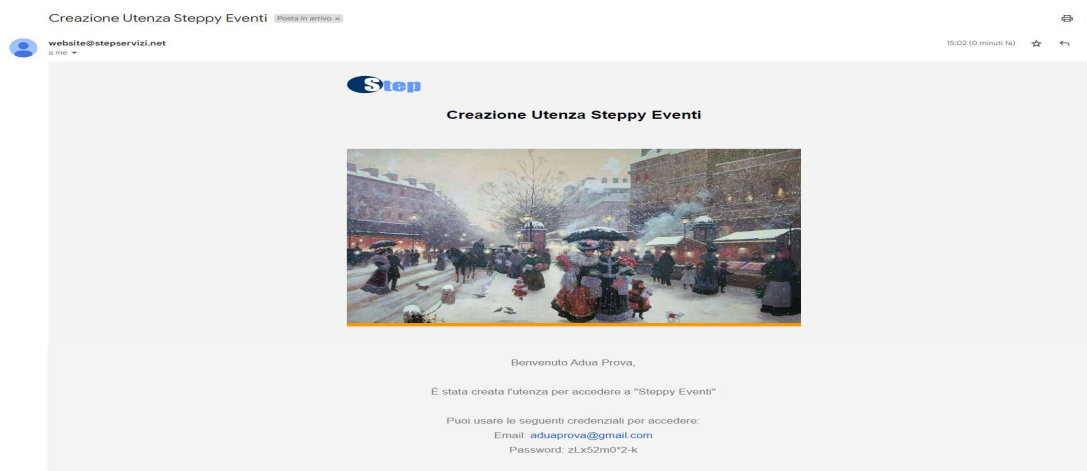 Creazione Utenza Steppy Eventi Posta in arrivo ×
website@stepservizi.net 15:02 (0 minuti fa)
a me
Step
Creazione Utenza Steppy Eventi
Benvenuto Adua Prova,
È stata creata l'utenza per accedere a "Steppy Eventi"
Puoi usare le seguenti credenziali per accedere:
Email: aduaprova@gmail.com
Password: zLx52m0*2-k